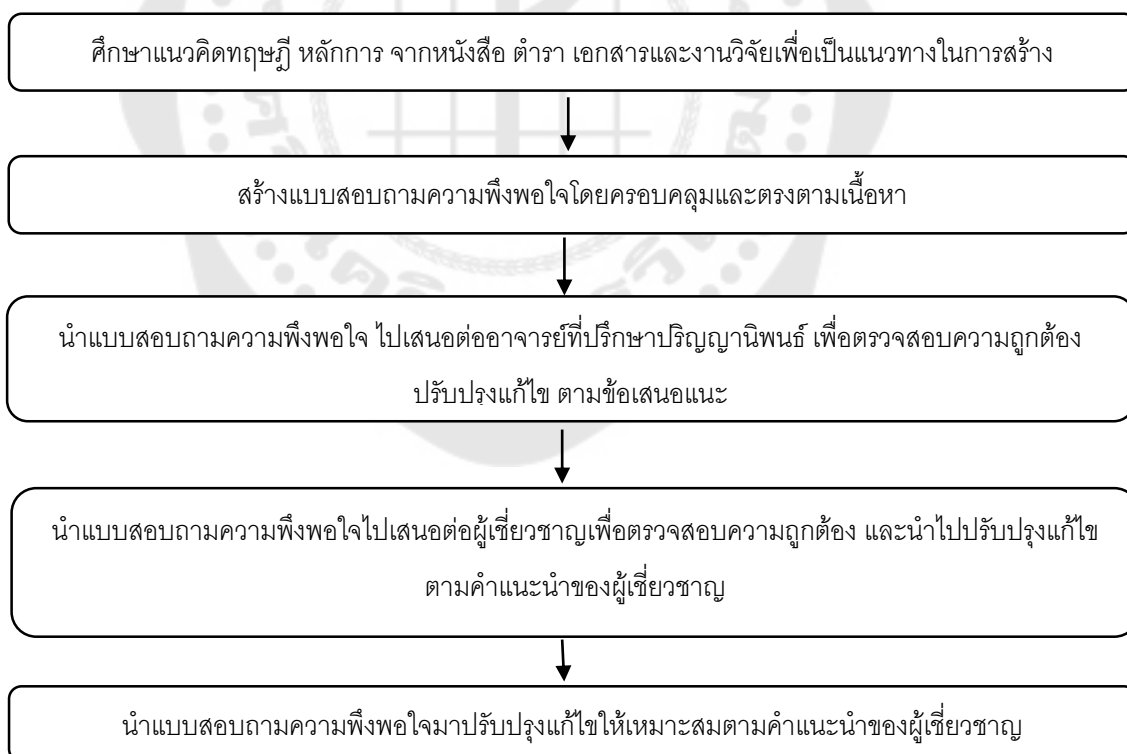 ศึกษาแนวคิดทฤษฎี หลักการ จากหนังสือ ตำรา เอกสารและงานวิจัยเพื่อเป็นแนวทางในการสร้าง
สร้างแบบสอบถามความพึงพอใจโดยครอบคลุมและตรงตามเนื้อหา
นำแบบสอบถามความพึงพอใจ ไปเสนอต่ออาจารย์ที่ปรึกษาปริญญานิพนธ์ เพื่อตรวจสอบความถูกต้อง
ปรับปรุงแก้ไข ตามข้อเสนอแนะ
นำแบบสอบถามความพึงพอใจไปเสนอต่อผู้เชี่ยวชาญเพื่อตรวจสอบความถูกต้อง และนำไปปรับปรุงแก้ไข
ตามคำแนะนำของผู้เชี่ยวชาญ
นำแบบสอบถามความพึงพอใจมาปรับปรุงแก้ไขให้เหมาะสมตามคำแนะนำของผู้เชี่ยวชาญ